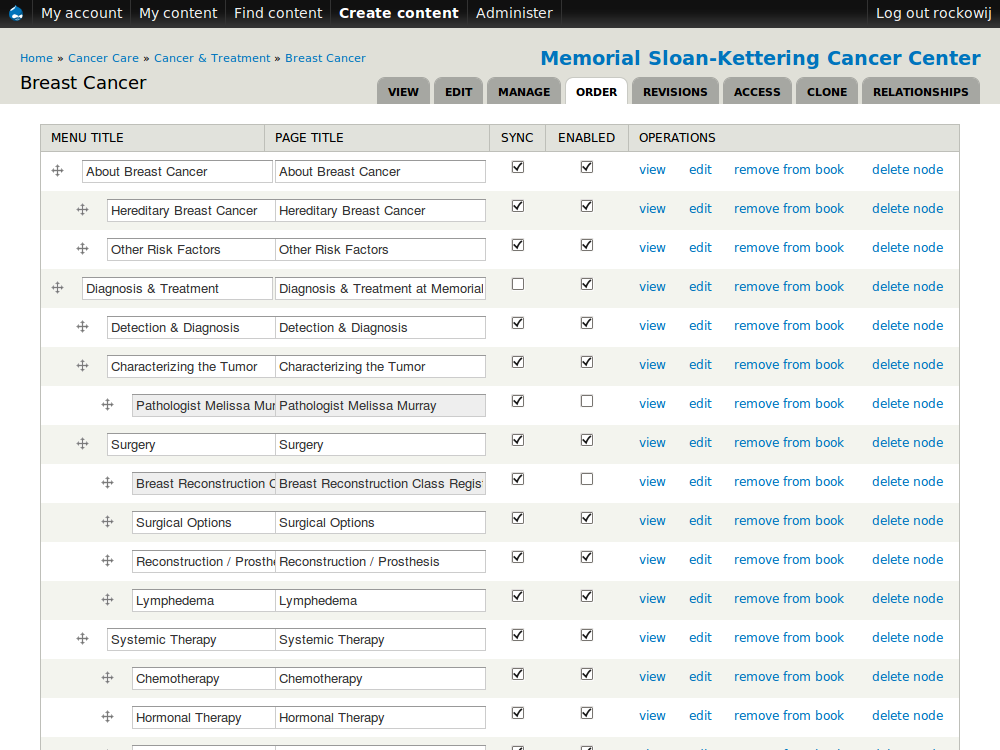 My account My content Find content Create content Administer Log out rockowij
Home » Cancer Care » Cancer & Treatment » Breast Cancer
Memorial Sloan-Kettering Cancer Center
Breast Cancer
VIEW EDIT MANAGE ORDER REVISIONS ACCESS CLONE RELATIONSHIPS
MENU TITLE PAGE TITLE SYNC ENABLED OPERATIONS
About Breast Cancer About Breast Cancer view edit remove from book delete node
Hereditary Breast Cancer Hereditary Breast Cancer view edit remove from book delete node
Other Risk Factors Other Risk Factors view edit remove from book delete node
Diagnosis & Treatment Diagnosis & Treatment at Memorial view edit remove from book delete node
Detection & Diagnosis Detection & Diagnosis view edit remove from book delete node
Characterizing the Tumor Characterizing the Tumor view edit remove from book delete node
Pathologist Melissa Mur Pathologist Melissa Murray view edit remove from book delete node
Surgery Surgery view edit remove from book delete node
Breast Reconstruction C Breast Reconstruction Class Regis view edit remove from book delete node
Surgical Options Surgical Options view edit remove from book delete node
Reconstruction / Prosthe Reconstruction / Prosthesis view edit remove from book delete node
Lymphedema Lymphedema view edit remove from book delete node
Systemic Therapy Systemic Therapy view edit remove from book delete node
Chemotherapy Chemotherapy view edit remove from book delete node
Hormonal Therapy Hormonal Therapy view edit remove from book delete node